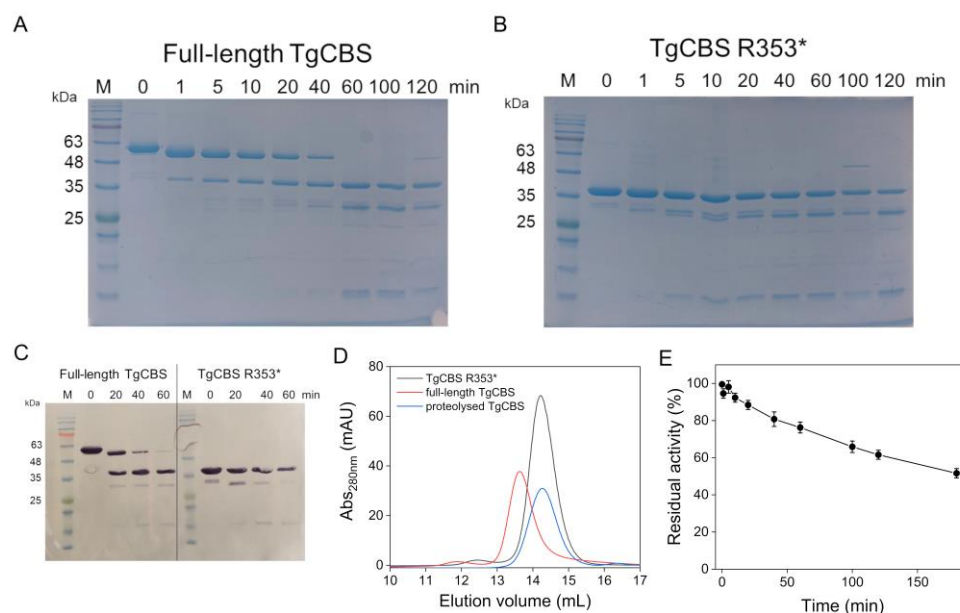 A
Full-length TgCBS
M 0 1 5 10 20 40 60 100 120 min
kDa
63
48
35
25
B
TgCBS R353*
M 0 1 5 10 20 40 60 100 120 min
kDa
63
48
35
25
C
Full-length TgCBS TgCBS R353*
M 0 20 40 60 M 0 20 40 60 min
kDa
63
48
35
25
D
TgCBS R353*
full-length TgCBS
proteolysed TgCBS
Abs280nm (mAU)
80
60
40
20
0
10 11 12 13 14 15 16 17
Elution volume (mL)
E
Residual activity (%)
100
80
60
40
20
0
0 50 100 150
Time (min)